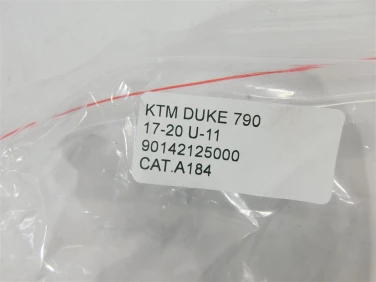 KTM DUKE 790
17-20 U-11
90142125000
CAT.A184